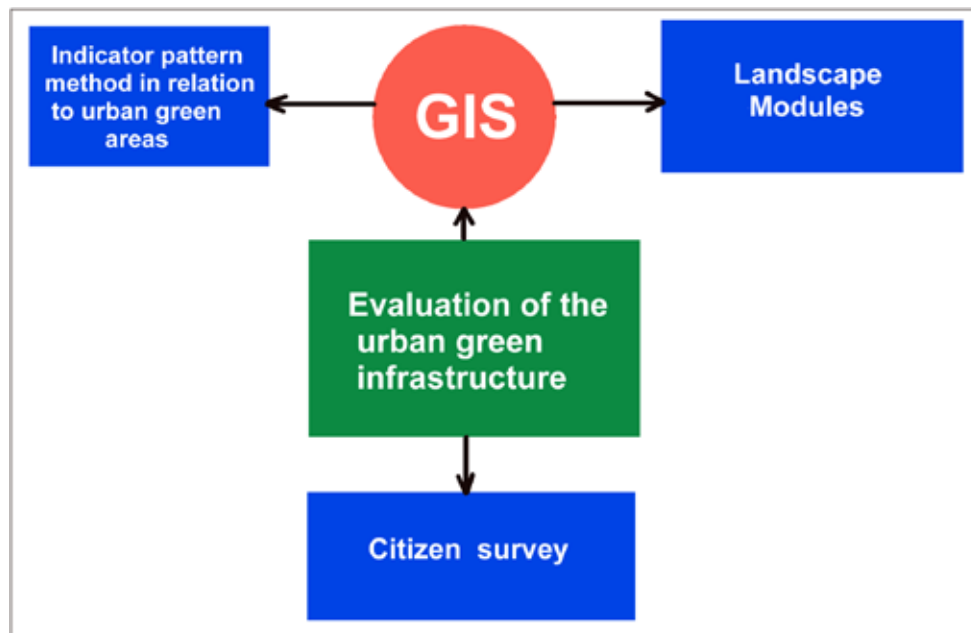 Indicator pattern
method in relation
to urban green
areas
GIS
Landscape
Modules
Evaluation of the
urban green
infrastructure
Citizen survey